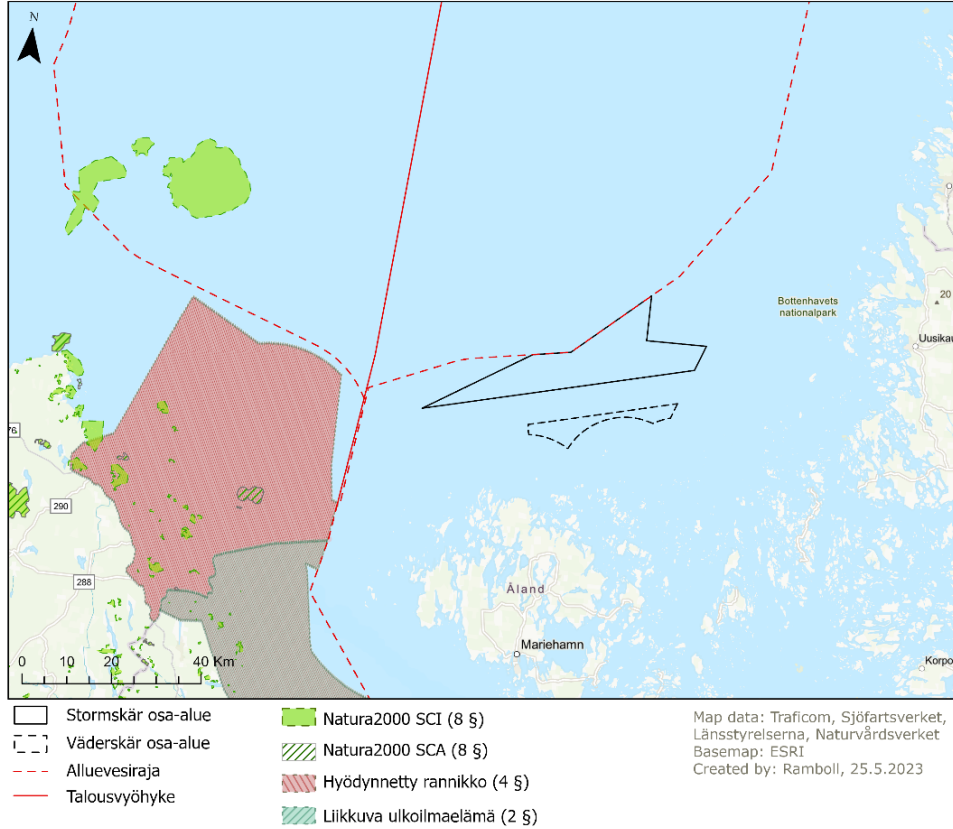 N
Bottenhavets
nationalpark
20
Uusikau
76
290
288
Åland
Mariehamn
Korpo
0 10 20 40 Km
Stormskär osa-alue
Väderskär osa-alue
Alluevesiraja
Talousvyöhyke
Natura2000 SCI (8 §)
Natura2000 SCA (8 §)
Hyödynnetty rannikko (4 §)
Liikkuva ulkoilmaelämä (2 §)
Map data: Traficom, Sjöfartsverket,
Länsstyrelserna, Naturvårdsverket
Basemap: ESRI
Created by: Ramboll, 25.5.2023